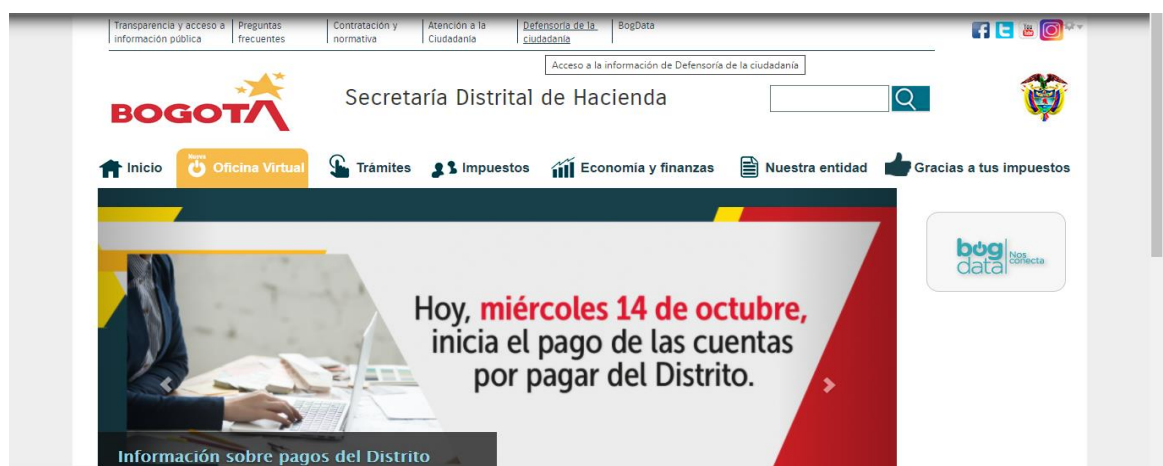 Transparencia y acceso a
información pública
Preguntas
frecuentes
Contratación y
normativa
Atención a la
Ciudadanía
Defensoría de la
ciudadanía
BogData
Acceso a la información de Defensoría de la ciudadanía
BOGOTÁ
Secretaría Distrital de Hacienda
Inicio
Nueva
Oficina Virtual
Trámites
Impuestos
Economía y finanzas
Nuestra entidad
Gracias a tus impuestos
Hoy, miércoles 14 de octubre,
inicia el pago de las cuentas
por pagar del Distrito.
bog
data
Nos
conecta
Información sobre pagos del Distrito